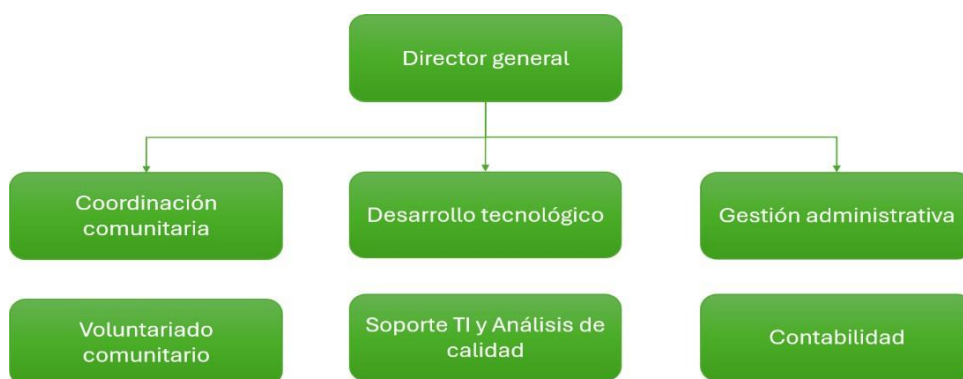 Director general
Coordinación
comunitaria
Desarrollo tecnológico
Gestión administrativa
Voluntariado
comunitario
Soporte TI y Análisis de
calidad
Contabilidad